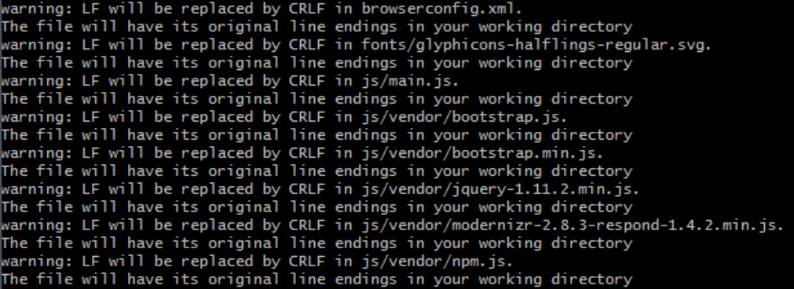 warning: LF will be replaced by CRLF in browserconfig.xml.
The file will have its original line endings in your working directory
warning: LF will be replaced by CRLF in fonts/glyphicons-halflings-regular.svg.
The file will have its original line endings in your working directory
warning: LF will be replaced by CRLF in js/main.js.
The file will have its original line endings in your working directory
warning: LF will be replaced by CRLF in js/vendor/bootstrap.js.
The file will have its original line endings in your working directory
warning: LF will be replaced by CRLF in js/vendor/bootstrap.min.js.
The file will have its original line endings in your working directory
warning: LF will be replaced by CRLF in js/vendor/jquery-1.11.2.min.js.
The file will have its original line endings in your working directory
warning: LF will be replaced by CRLF in js/vendor/modernizr-2.8.3-respond-1.4.2.min.js.
The file will have its original line endings in your working directory
warning: LF will be replaced by CRLF in js/vendor/npm.js.
The file will have its original line endings in your working directory